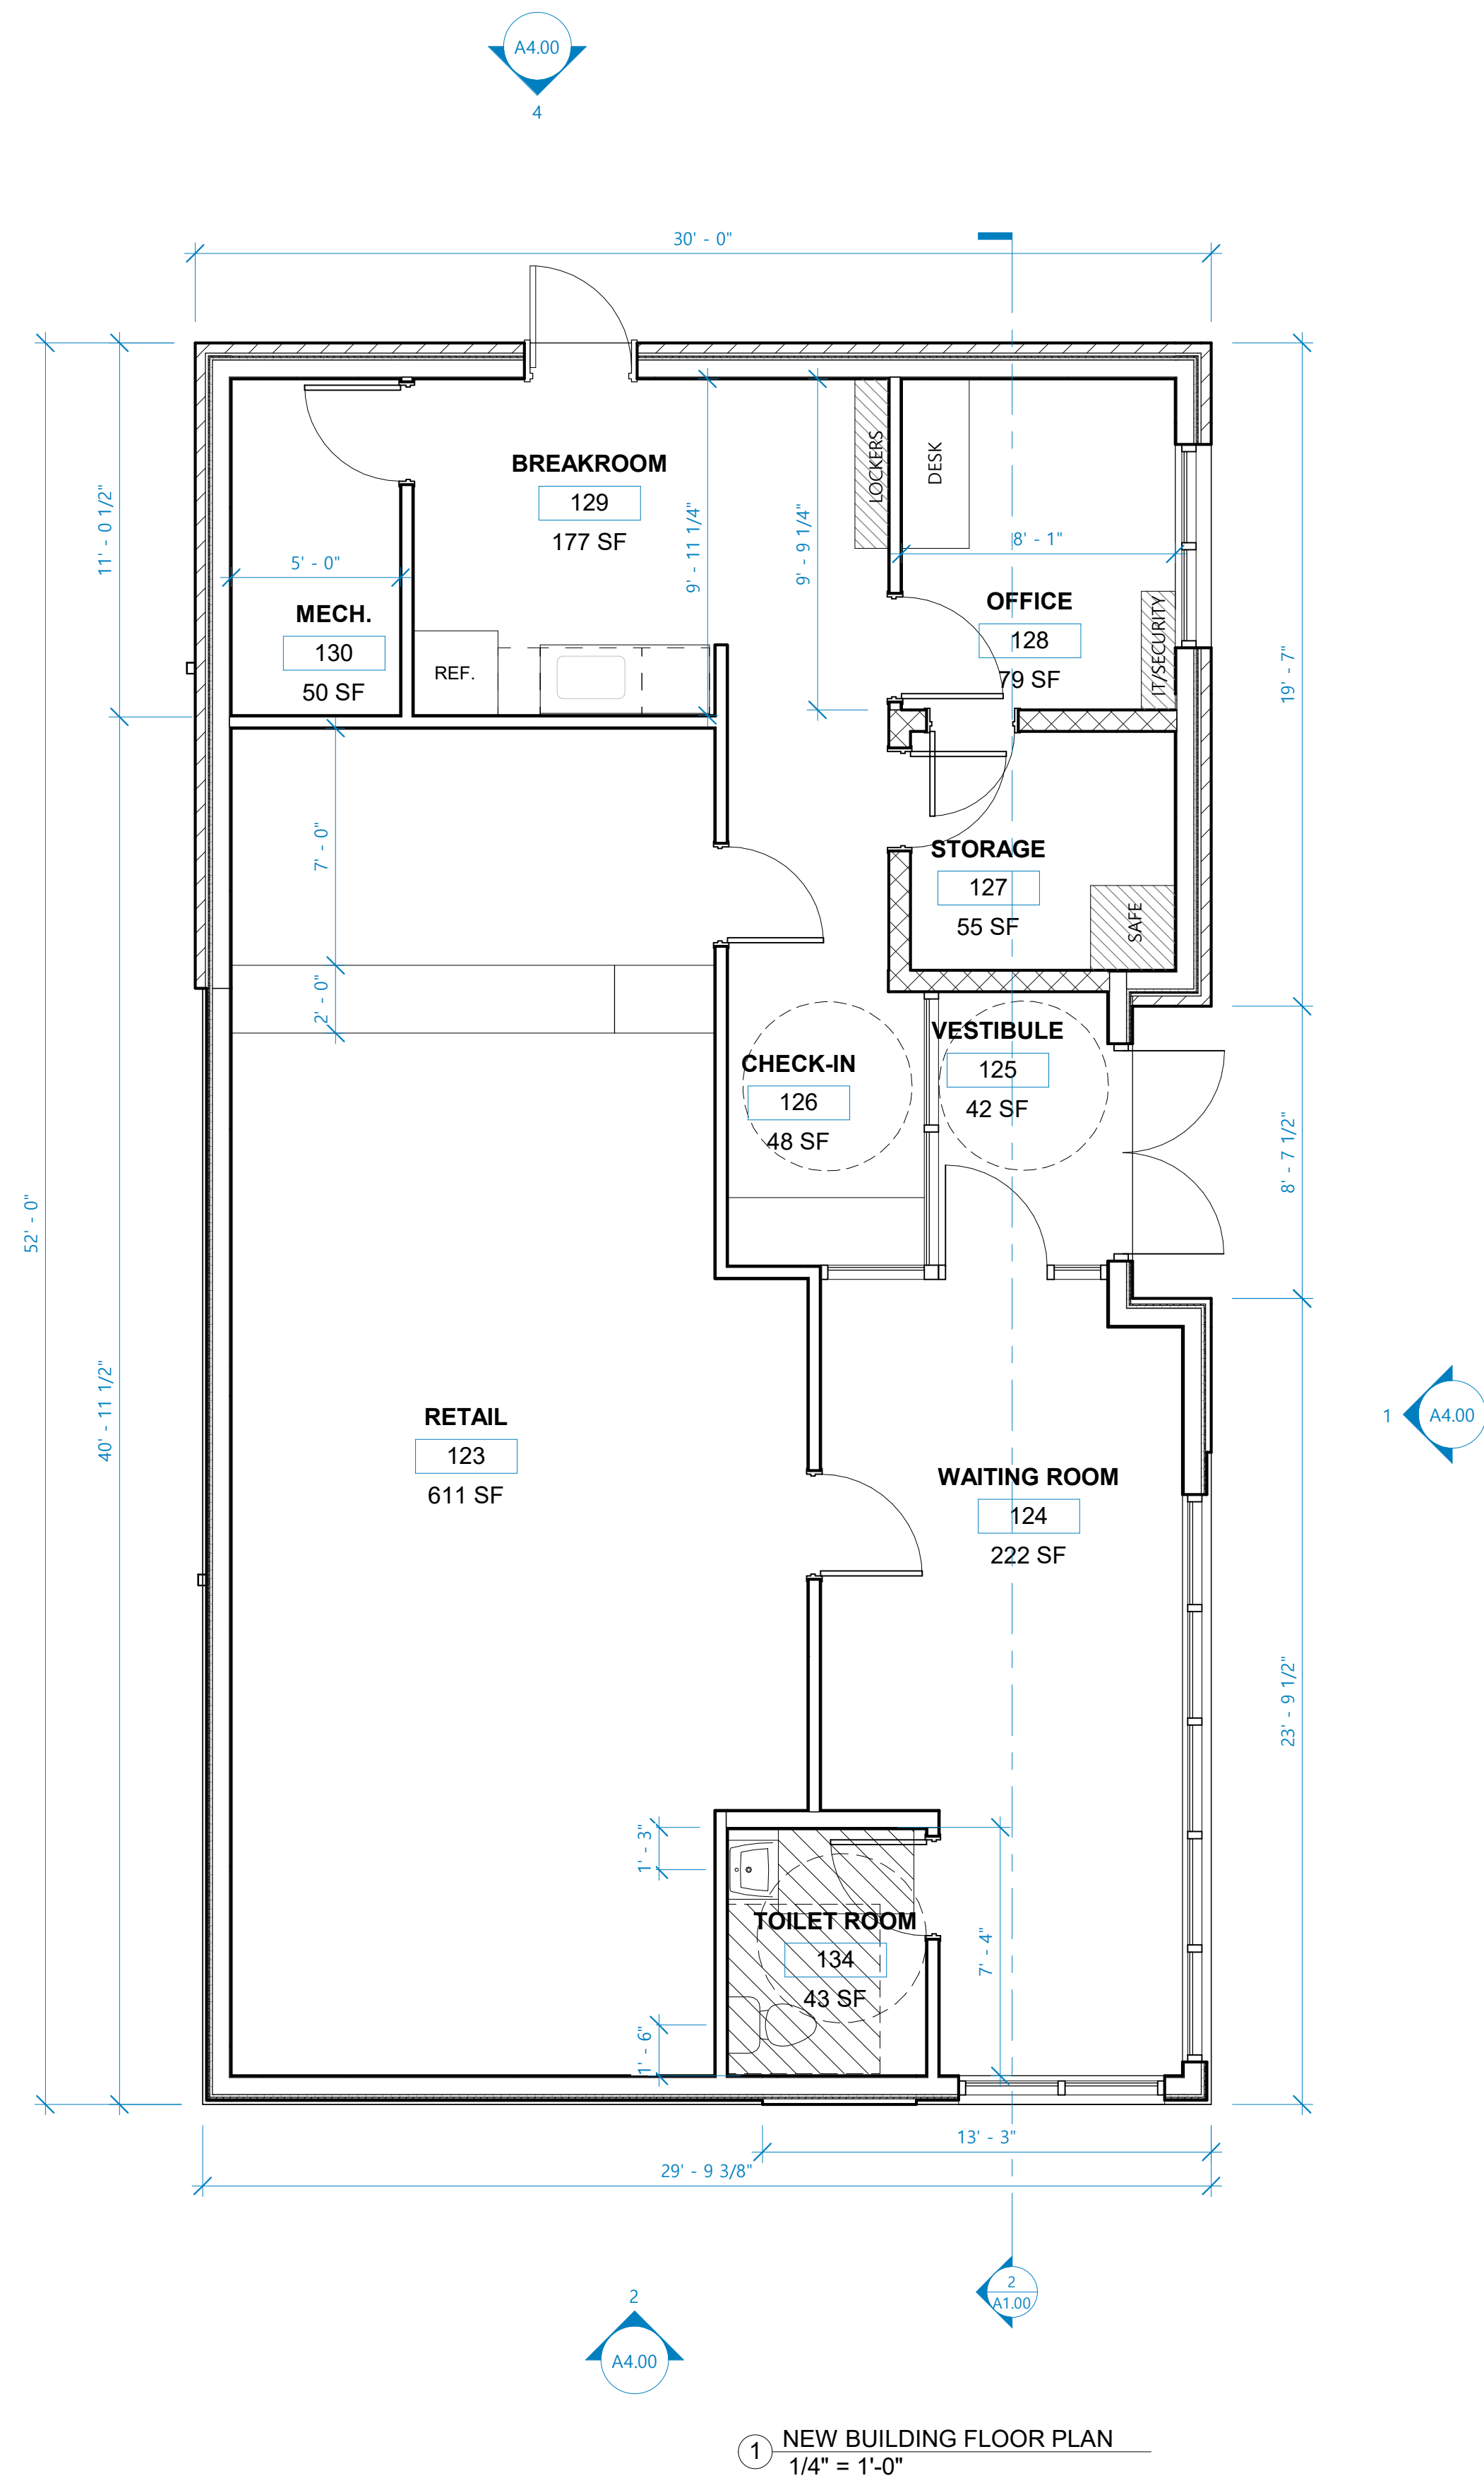 A4.00
4
30' - 0"
52' - 0"
11' - 0 1/2"
40' - 11 1/2"
BREAKROOM
129
177 SF
9' - 11 1/4"
9' - 9 1/4"
LOCKERS
DESK
8' - 1"
5' - 0"
MECH.
130
50 SF
REF.
OFFICE
128
79 SF
IT/SECURITY
19' - 7"
7' - 0"
2' - 0"
STORAGE
127
55 SF
SAFE
VESTIBULE
125
42 SF
CHECK-IN
126
48 SF
8' - 7 1/2"
RETAIL
123
611 SF
1
A4.00
WAITING ROOM
124
222 SF
23' - 9 1/2"
1' - 3"
TOILET ROOM
134
43 SF
1' - 6"
7' - 4"
13' - 3"
29' - 9 3/8"
2
A1.00
2
A4.00
1
NEW BUILDING FLOOR PLAN
1/4" = 1'-0"